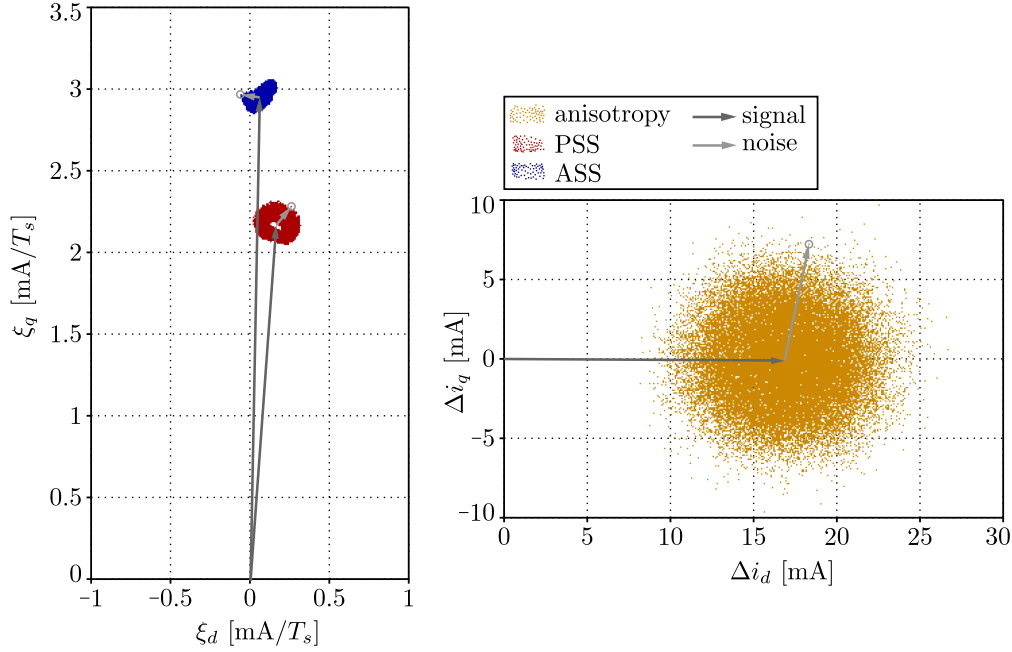 3.5
3
2.5
2
1.5
1
0.5
0
-1
-0.5
0
0.5
1
ξq [mA/Ts]
ξd [mA/Ts]
anisotropy
PSS
ASS
signal
noise
10
5
0
-5
-10
0
5
10
15
20
25
30
Δiq [mA]
Δid [mA]